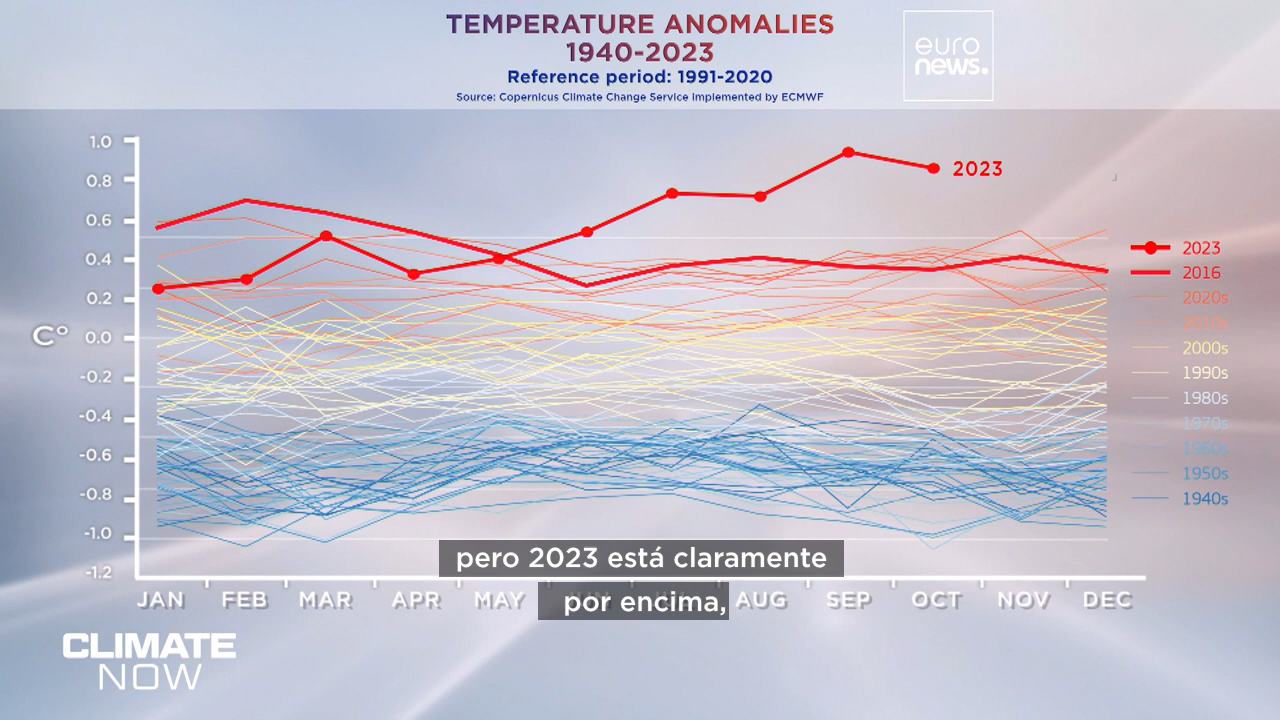 TEMPERATURE ANOMALIES
1940-2023
Reference period: 1991-2020
Source: Copernicus Climate Change Service implemented by ECMWF
euro
news.
1.0
0.8
0.6
0.4
0.2
0.0
-0.2
-0.4
-0.6
-0.8
-1.0
-1.2
C°
2023
2023
2016
2020s
2010s
2000s
1990s
1980s
1970s
1960s
1950s
1940s
pero 2023 está claramente
por encima,
JAN FEB MAR APR MAY AUG SEP OCT NOV DEC
CLIMATE
NOW